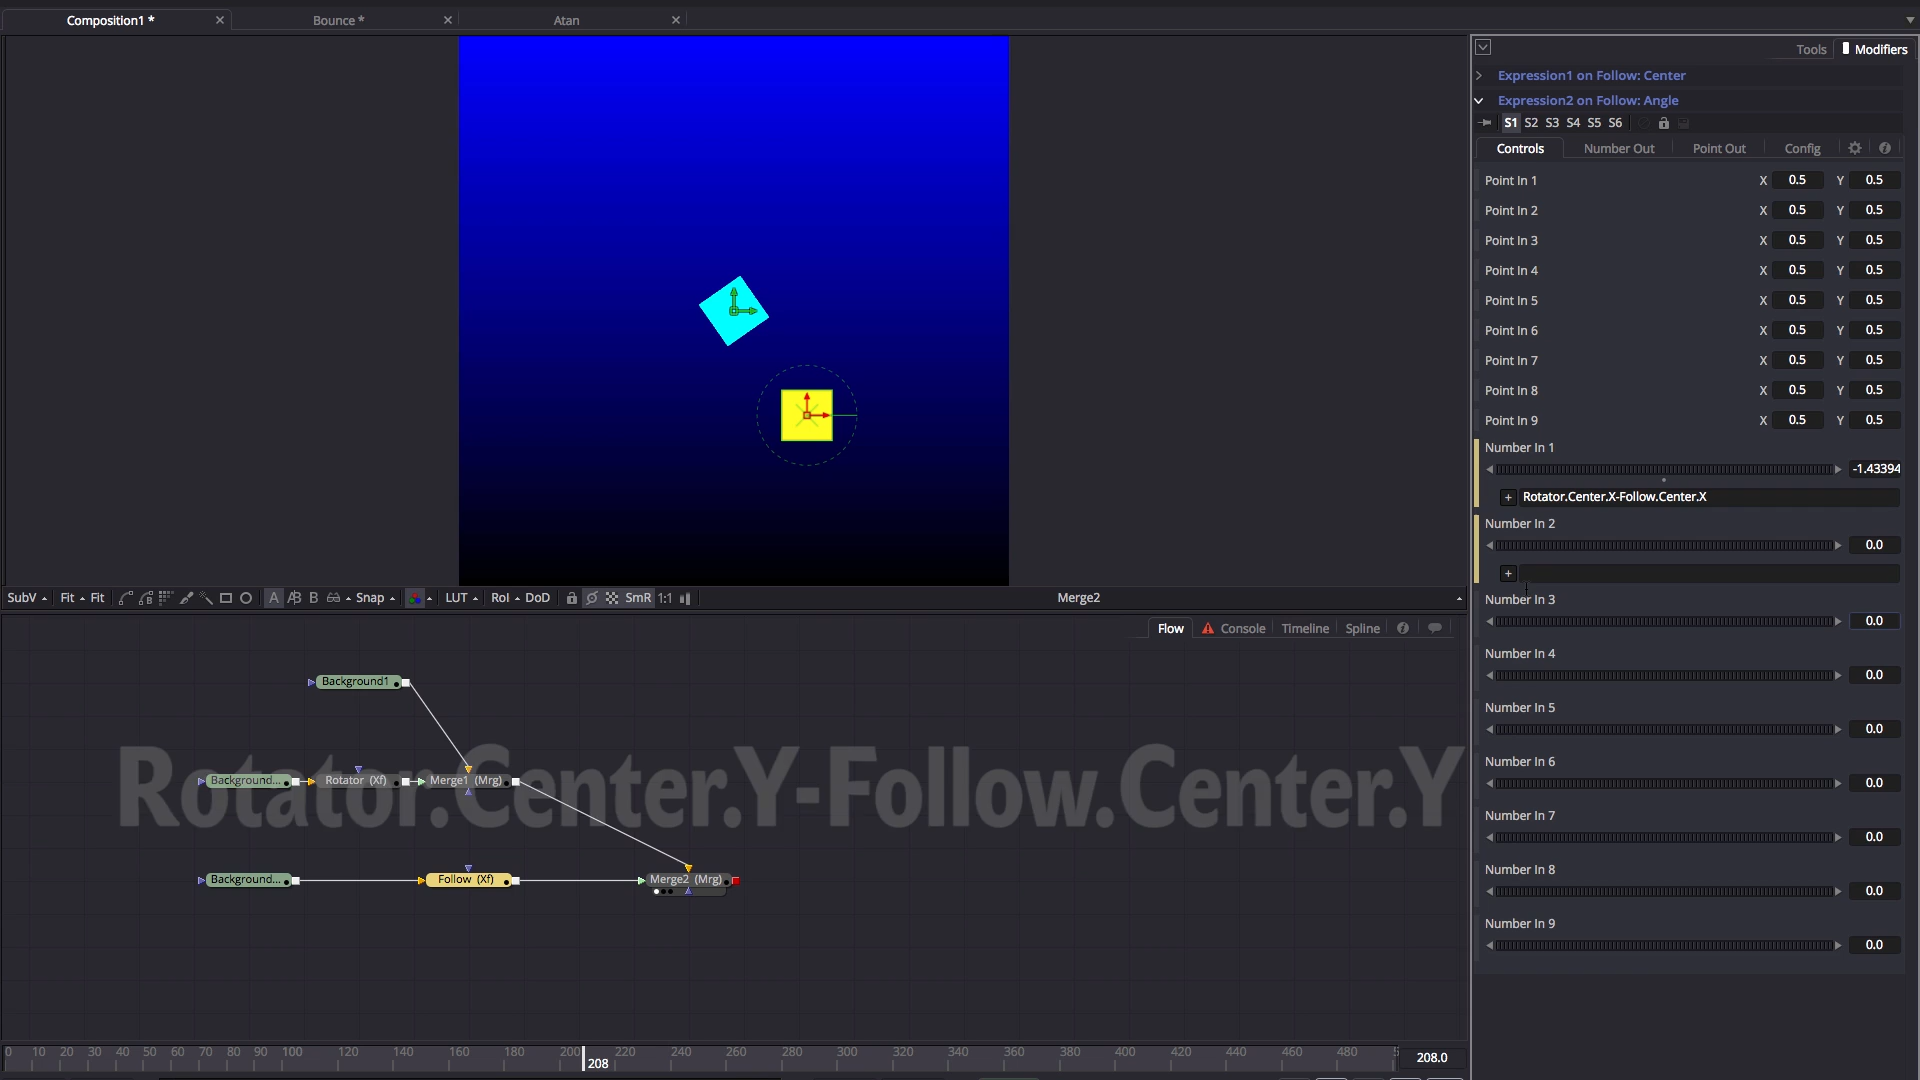 Composition1 *
Bounce *
Atan
Tools
Modifiers
Expression1 on Follow: Center
Expression2 on Follow: Angle
S1 S2 S3 S4 S5 S6
Controls
Number Out
Point Out
Config
Point In 1 X 0.5 Y 0.5
Point In 2 X 0.5 Y 0.5
Point In 3 X 0.5 Y 0.5
Point In 4 X 0.5 Y 0.5
Point In 5 X 0.5 Y 0.5
Point In 6 X 0.5 Y 0.5
Point In 7 X 0.5 Y 0.5
Point In 8 X 0.5 Y 0.5
Point In 9 X 0.5 Y 0.5
Number In 1
-1.43394
+ Rotator.Center.X-Follow.Center.X
Number In 2
0.0
+
Number In 3
0.0
Number In 4
0.0
Number In 5
0.0
Number In 6
0.0
Number In 7
0.0
Number In 8
0.0
Number In 9
0.0
SubV Fit Fit A B Snap LUT RoI DoD SmR 1:1 Merge2
Flow Console Timeline Spline
Background1
Background... Rotator (Xf) Merge1 (Mrg)
Rotator.Center.Y-Follow.Center.Y
Background... Follow (Xf) Merge2 (Mrg)
0 10 20 30 40 50 60 70 80 90 100 120 140 160 180 200 220 240 260 280 300 320 340 360 380 400 420 440 460 480
208
208.0